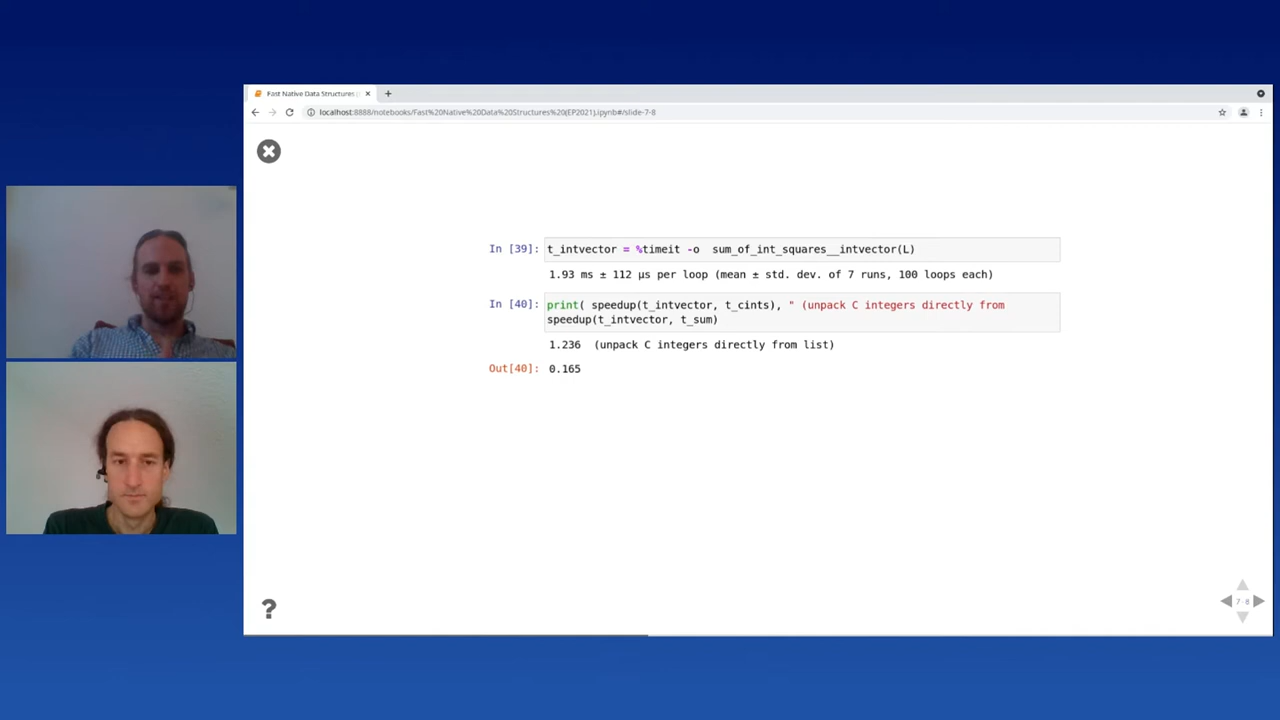 Fast Native Data Structures (
localhost:8888/notebooks/Fast%20Native%20Data%20Structures%20(EP2021).ipynb#/slide-7-8
In [39]: t_intvector = %timeit -o  sum_of_int_squares__intvector(L)
1.93 ms ± 112 µs per loop (mean ± std. dev. of 7 runs, 100 loops each)
In [40]: print( speedup(t_intvector, t_cints), " (unpack C integers directly from
speedup(t_intvector, t_sum)
1.236  (unpack C integers directly from list)
Out[40]: 0.165
?
7-8